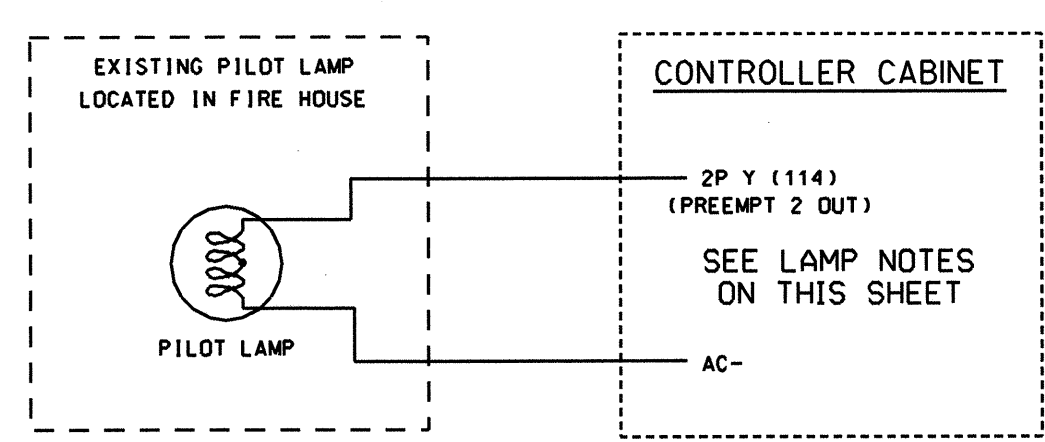 EXISTING PILOT LAMP
LOCATED IN FIRE HOUSE
PILOT LAMP
CONTROLLER CABINET
2P Y (114)
(PREEMPT 2 OUT)
SEE LAMP NOTES
ON THIS SHEET
AC-